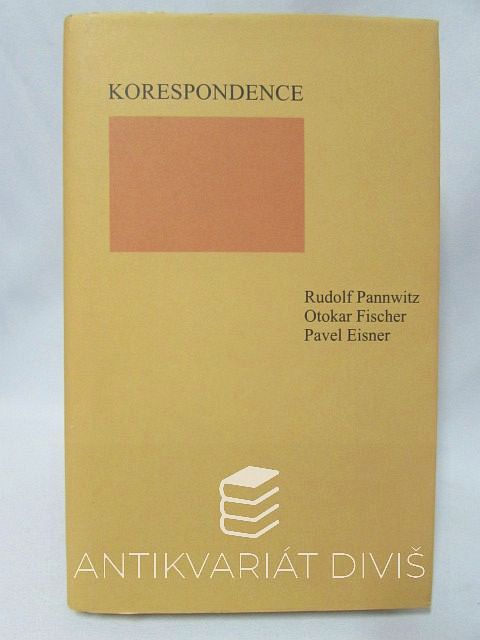 KORESPONDENCE
Rudolf Pannwitz
Otokar Fischer
Pavel Eisner
ANTIKVARIÁT DIVIŠ